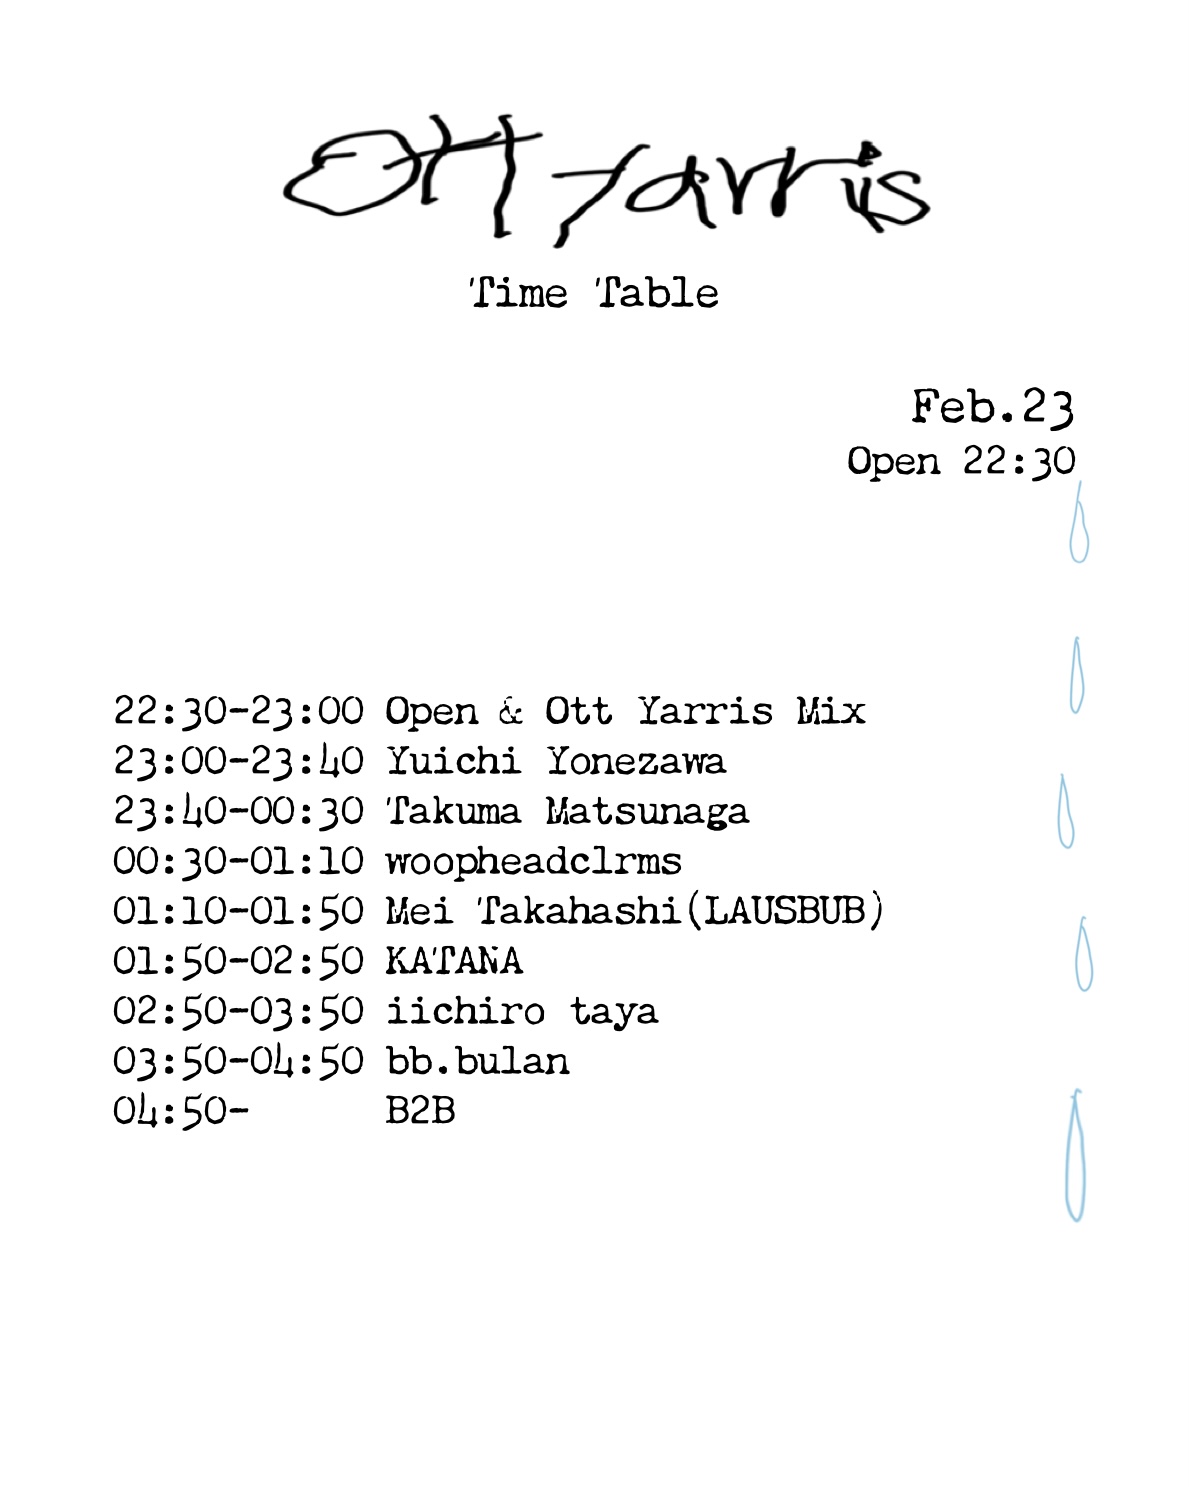 Ott Yarris
Time Table
Feb.23
Open 22:30
22:30-23:00 Open & Ott Yarris Mix
23:00-23:40 Yuichi Yonezawa
23:40-00:30 Takuma Matsunaga
00:30-01:10 woopheadclrms
01:10-01:50 Mei Takahashi(LAUSBUB)
01:50-02:50 KATANA
02:50-03:50 iichiro taya
03:50-04:50 bb.bulan
04:50- B2B